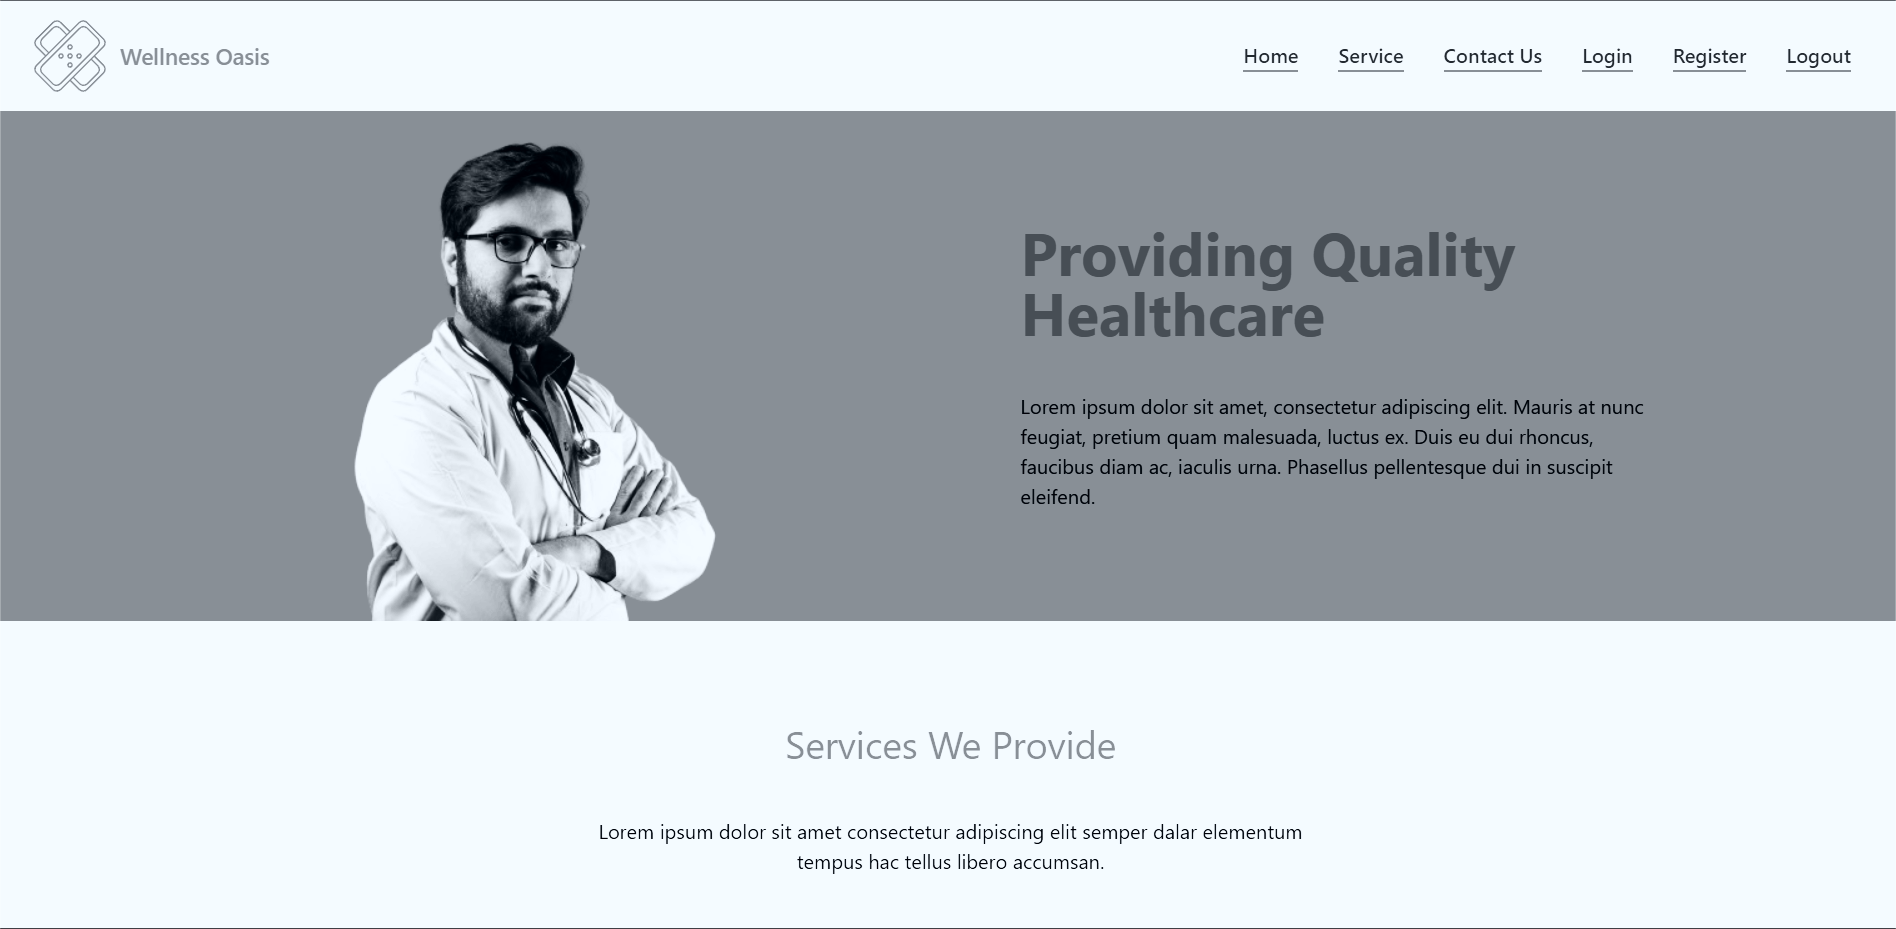 Wellness Oasis
Home Service Contact Us Login Register Logout
Providing Quality
Healthcare
Lorem ipsum dolor sit amet, consectetur adipiscing elit. Mauris at nunc
feugiat, pretium quam malesuada, luctus ex. Duis eu dui rhoncus,
faucibus diam ac, iaculis urna. Phasellus pellentesque dui in suscipit
eleifend.
Services We Provide
Lorem ipsum dolor sit amet consectetur adipiscing elit semper dalar elementum
tempus hac tellus libero accumsan.